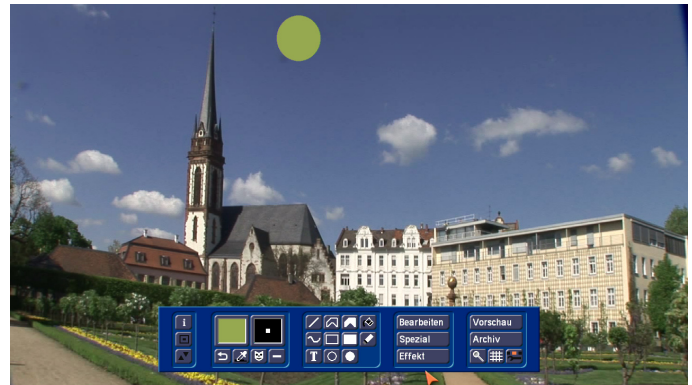 i
Bearbeiten
Vorschau
Spezial
Archiv
T
Effekt